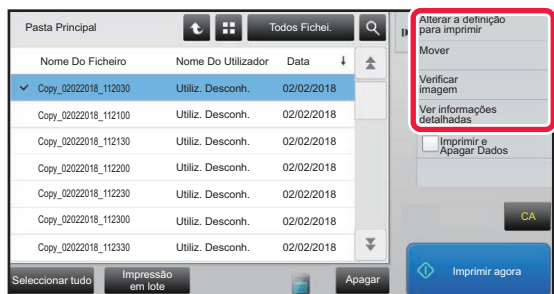 Pasta Principal
Todos Fichei.
Nome Do Ficheiro Nome Do Utilizador Data
Copy_02022018_112030 Utiliz. Desconh. 02/02/2018
Copy_02022018_112100 Utiliz. Desconh. 02/02/2018
Copy_02022018_112130 Utiliz. Desconh. 02/02/2018
Copy_02022018_112200 Utiliz. Desconh. 02/02/2018
Copy_02022018_112230 Utiliz. Desconh. 02/02/2018
Copy_02022018_112300 Utiliz. Desconh. 02/02/2018
Copy_02022018_112330 Utiliz. Desconh. 02/02/2018
Seleccionar tudo
Impressão
em lote
Apagar
Alterar a definição
para imprimir
Mover
Verificar
imagem
Ver informações
detalhadas
Imprimir e
Apagar Dados
CA
Imprimir agora